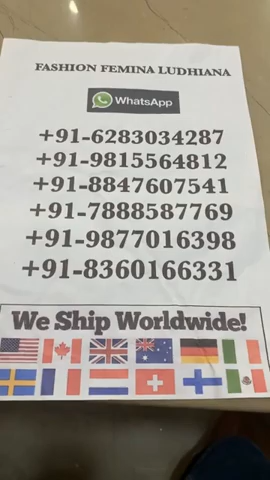 FASHION FEMINA LUDHIANA
WhatsApp
+91-6283034287
+91-9815564812
+91-8847607541
+91-7888587769
+91-9877016398
+91-8360166331
We Ship Worldwide!